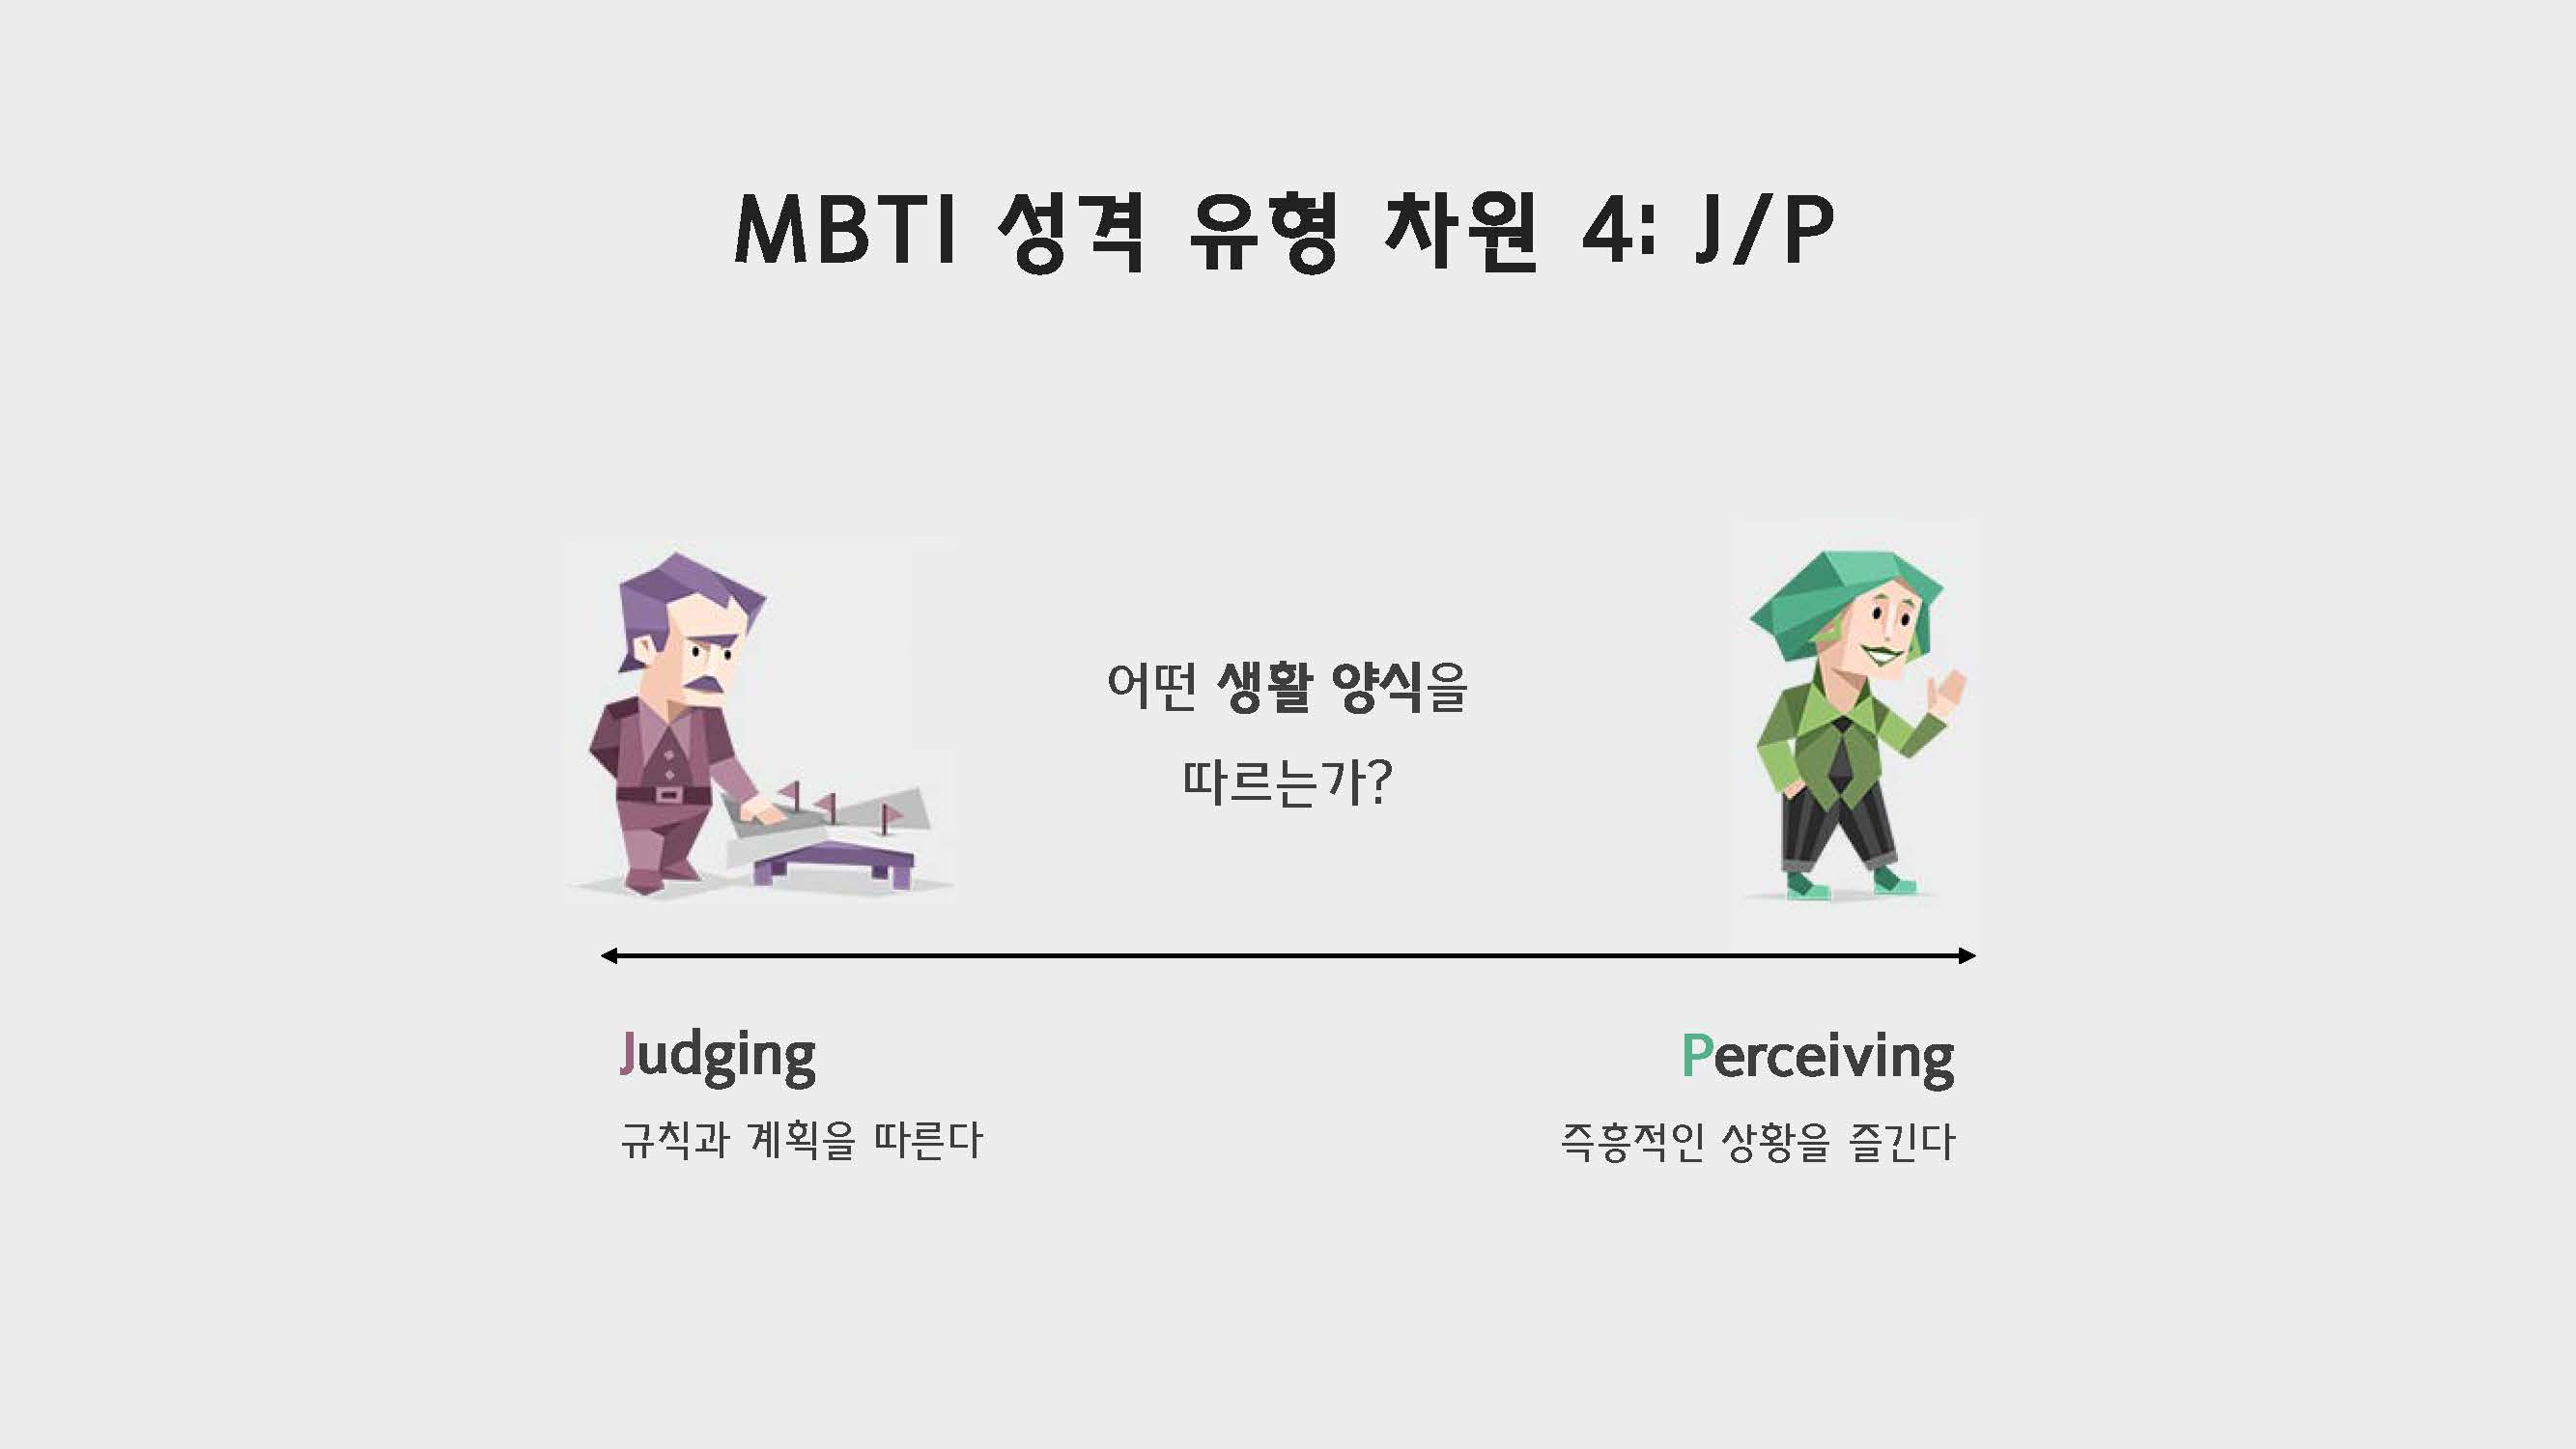 MBTI 성격 유형 차원 4: J/P
어떤 생활 양식을
따르는가?
Judging
규칙과 계획을 따른다
Perceiving
즉흥적인 상황을 즐긴다